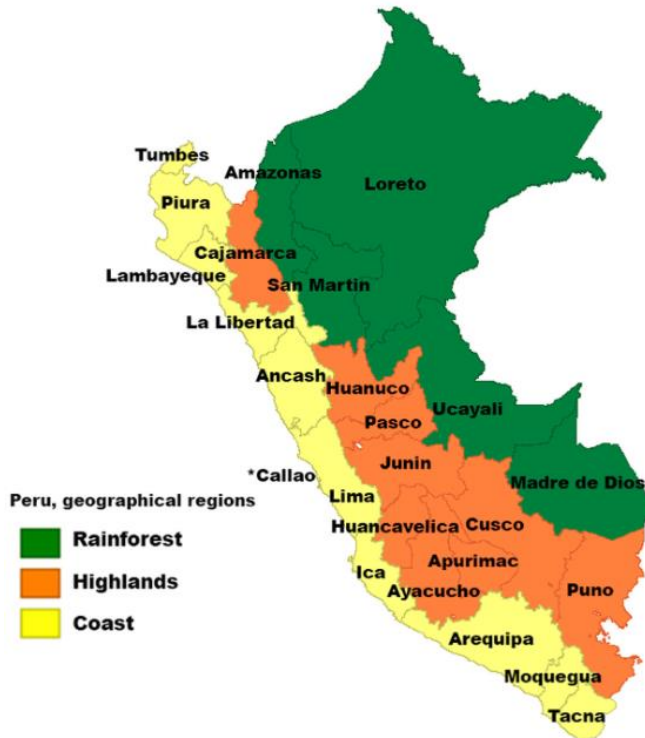 Tumbes
Amazonas
Loreto
Piura
Cajamarca
Lambayeque
San Martin
La Libertad
Ancash
Huanuco
Ucayali
Pasco
Junin
*Callao
Madre de Dios
Lima
Huancavelica
Cusco
Apurimac
Ica
Ayacucho
Puno
Arequipa
Moquegua
Tacna
Peru, geographical regions
Rainforest
Highlands
Coast